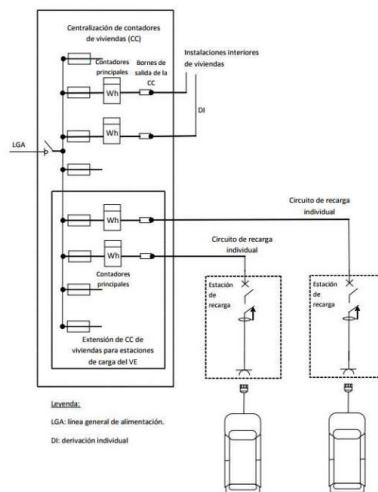 Centralización de contadores
de viviendas (CC)
Contadores
principales
Bornes de
salida de la
CC
Instalaciones interiores
de viviendas
Wh
DI
Wh
LGA
Circuito de recarga
individual
Wh
Circuito de recarga
individual
Wh
Contadores
principales
Estación
de
recarga
Estación
de
recarga
Extensión de CC de
viviendas para estaciones
de carga del VE
Leyenda:
LGA: línea general de alimentación.
DI: derivación individual